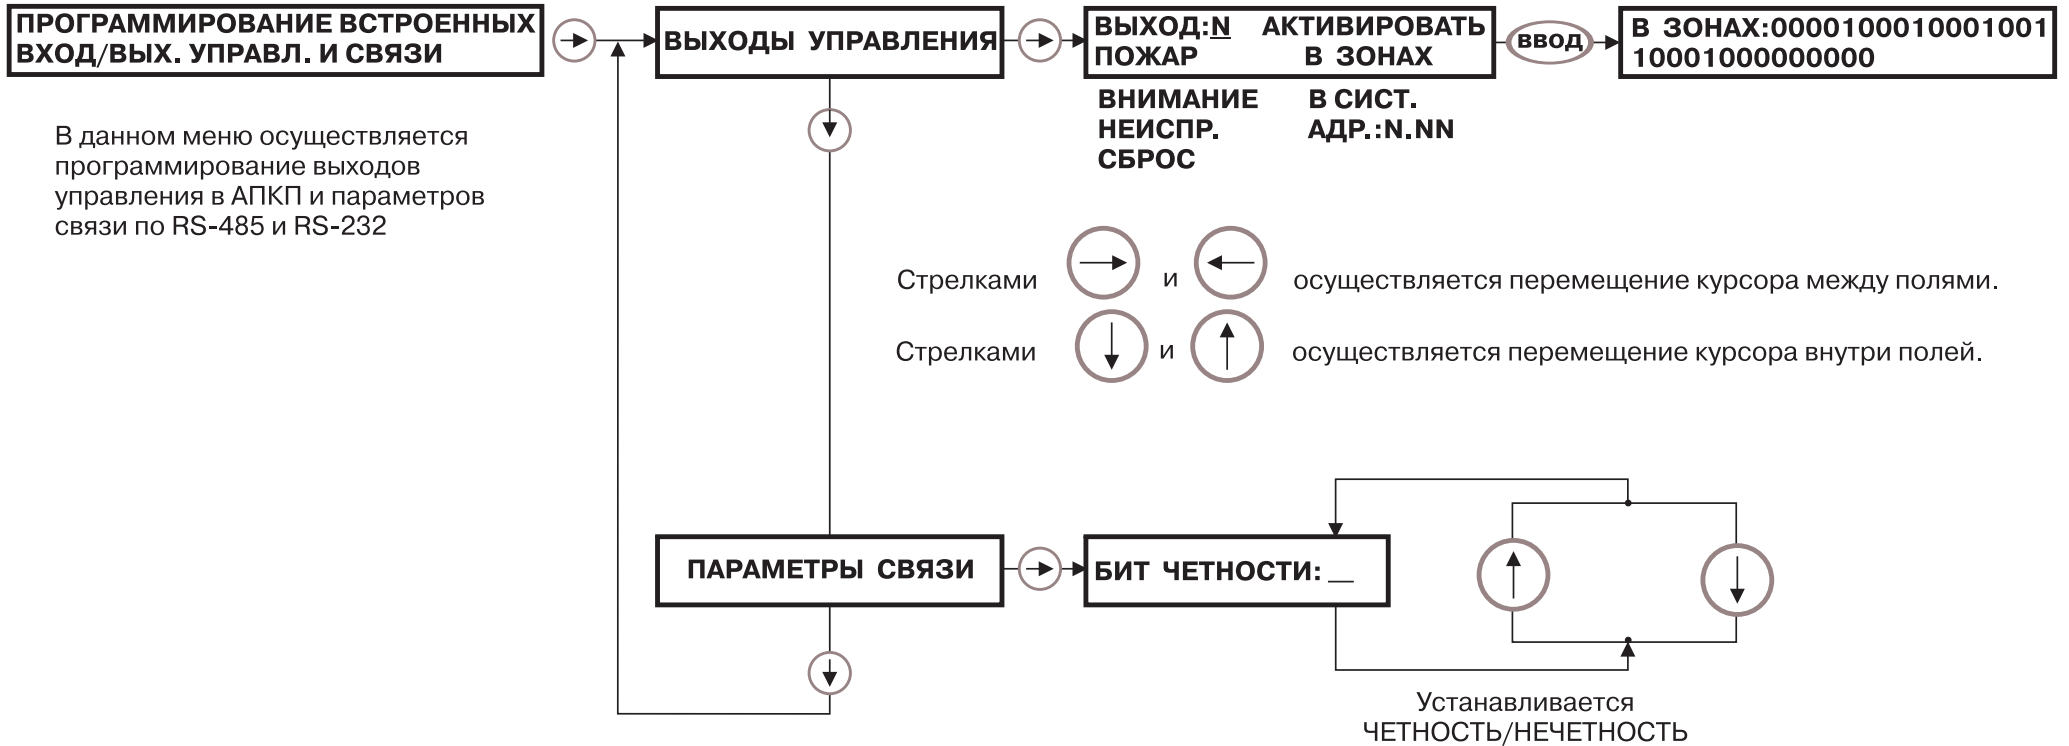 ПРОГРАММИРОВАНИЕ ВСТРОЕННЫХ
ВХОД/ВЫХ. УПРАВЛ. И СВЯЗИ
ВЫХОДЫ УПРАВЛЕНИЯ
ВЫХОД:N АКТИВИРОВАТЬ
ПОЖАР В ЗОНАХ
ВВОД
В ЗОНАХ:0000100010001001
10001000000000
ВНИМАНИЕ В СИСТ.
НЕИСПР. АДР.:N.NN
СБРОС
В данном меню осуществляется
программирование выходов
управления в АПКП и параметров
связи по RS-485 и RS-232
Стрелками и осуществляется перемещение курсора между полями.
Стрелками и осуществляется перемещение курсора внутри полей.
ПАРАМЕТРЫ СВЯЗИ
БИТ ЧЕТНОСТИ:__
Устанавливается
ЧЕТНОСТЬ/НЕЧЕТНОСТЬ